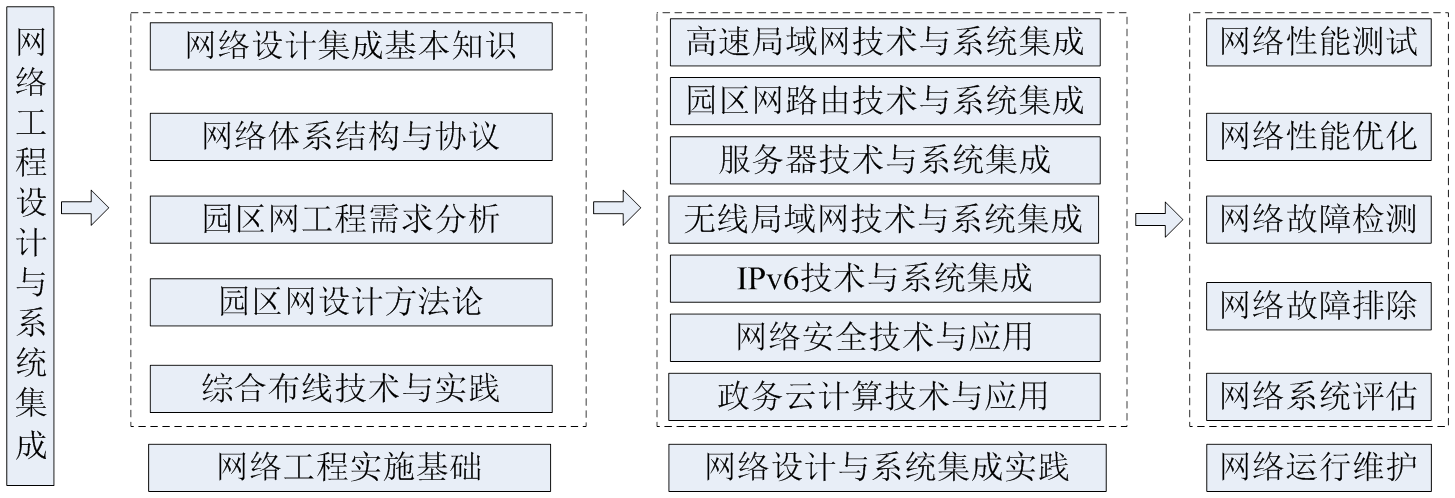 网络工程设计与系统集成
网络设计集成基本知识
网络体系结构与协议
园区网工程需求分析
园区网设计方法论
综合布线技术与实践
网络工程实施基础
高速局域网技术与系统集成
园区网路由技术与系统集成
服务器技术与系统集成
无线局域网技术与系统集成
IPv6技术与系统集成
网络安全技术与应用
政务云计算技术与应用
网络设计与系统集成实践
网络性能测试
网络性能优化
网络故障检测
网络故障排除
网络系统评估
网络运行维护